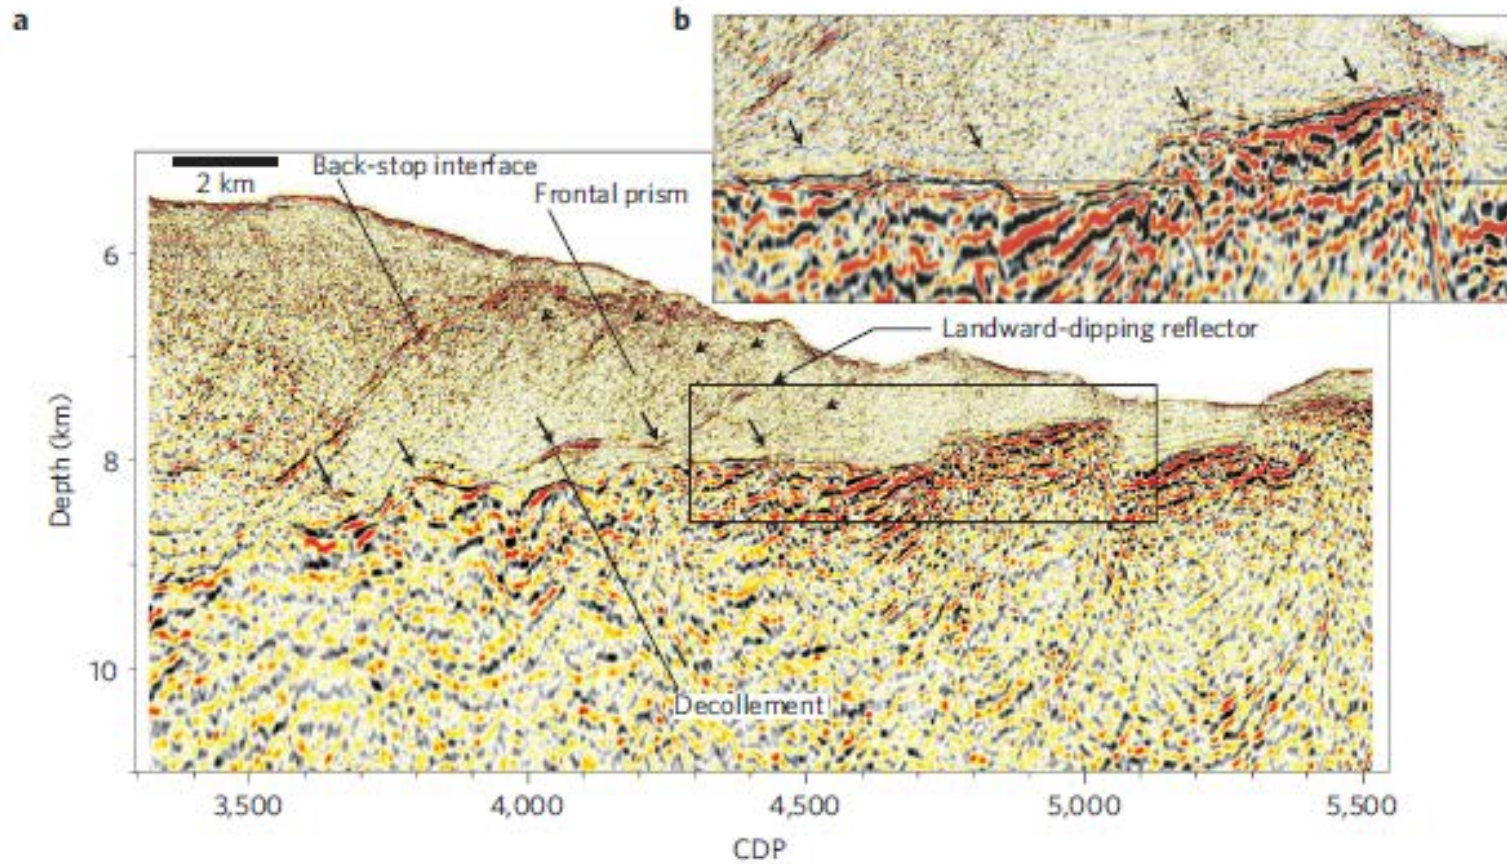 a
b
Back-stop interface
2 km
Frontal prism
Landward-dipping reflector
6
8
10
Depth (km)
Decollement
3,500
4,000
4,500
5,000
5,500
CDP